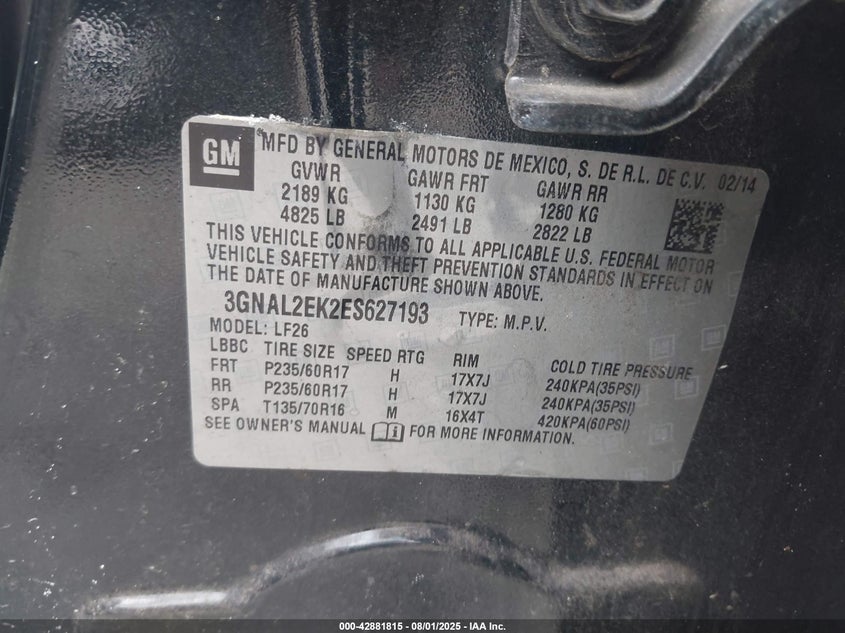 GM
MFD BY GENERAL MOTORS DE MEXICO, S. DE R.L. DE C.V. 02/14
GVWR GAWR FRT GAWR RR
2189 KG 1130 KG 1280 KG
4825 LB 2491 LB 2822 LB
THIS VEHICLE CONFORMS TO ALL APPLICABLE U.S. FEDERAL MOTOR
VEHICLE SAFETY AND THEFT PREVENTION STANDARDS IN EFFECT ON
THE DATE OF MANUFACTURE SHOWN ABOVE.
3GNAL2EK2ES627193 TYPE: M.P.V.
MODEL: LF26
LBBC TIRE SIZE SPEED RTG RIM COLD TIRE PRESSURE
FRT P235/60R17 H 17X7J 240KPA(35PSI)
RR P235/60R17 H 17X7J 240KPA(35PSI)
SPA T135/70R16 M 16X4T 420KPA(60PSI)
SEE OWNER'S MANUAL i FOR MORE INFORMATION.
000-42881815 - 08/01/2025 - IAA Inc.